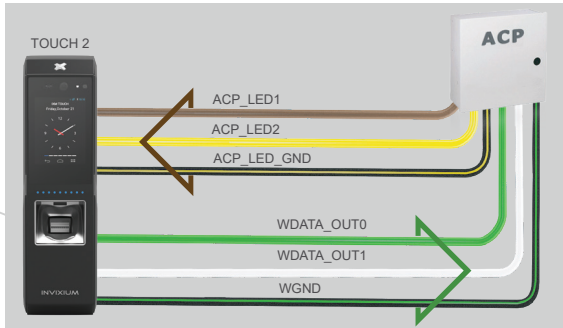 TOUCH 2
ACP
ACP_LED1
ACP_LED2
ACP_LED_GND
WDATA_OUT0
WDATA_OUT1
WGND
INVIXIUM